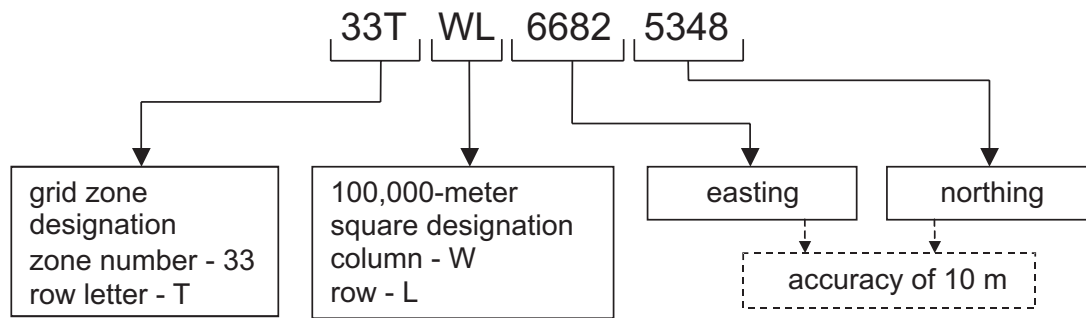 33T WL 6682 5348
grid zone
designation
zone number - 33
row letter - T
100,000-meter
square designation
column - W
row - L
easting
northing
accuracy of 10 m